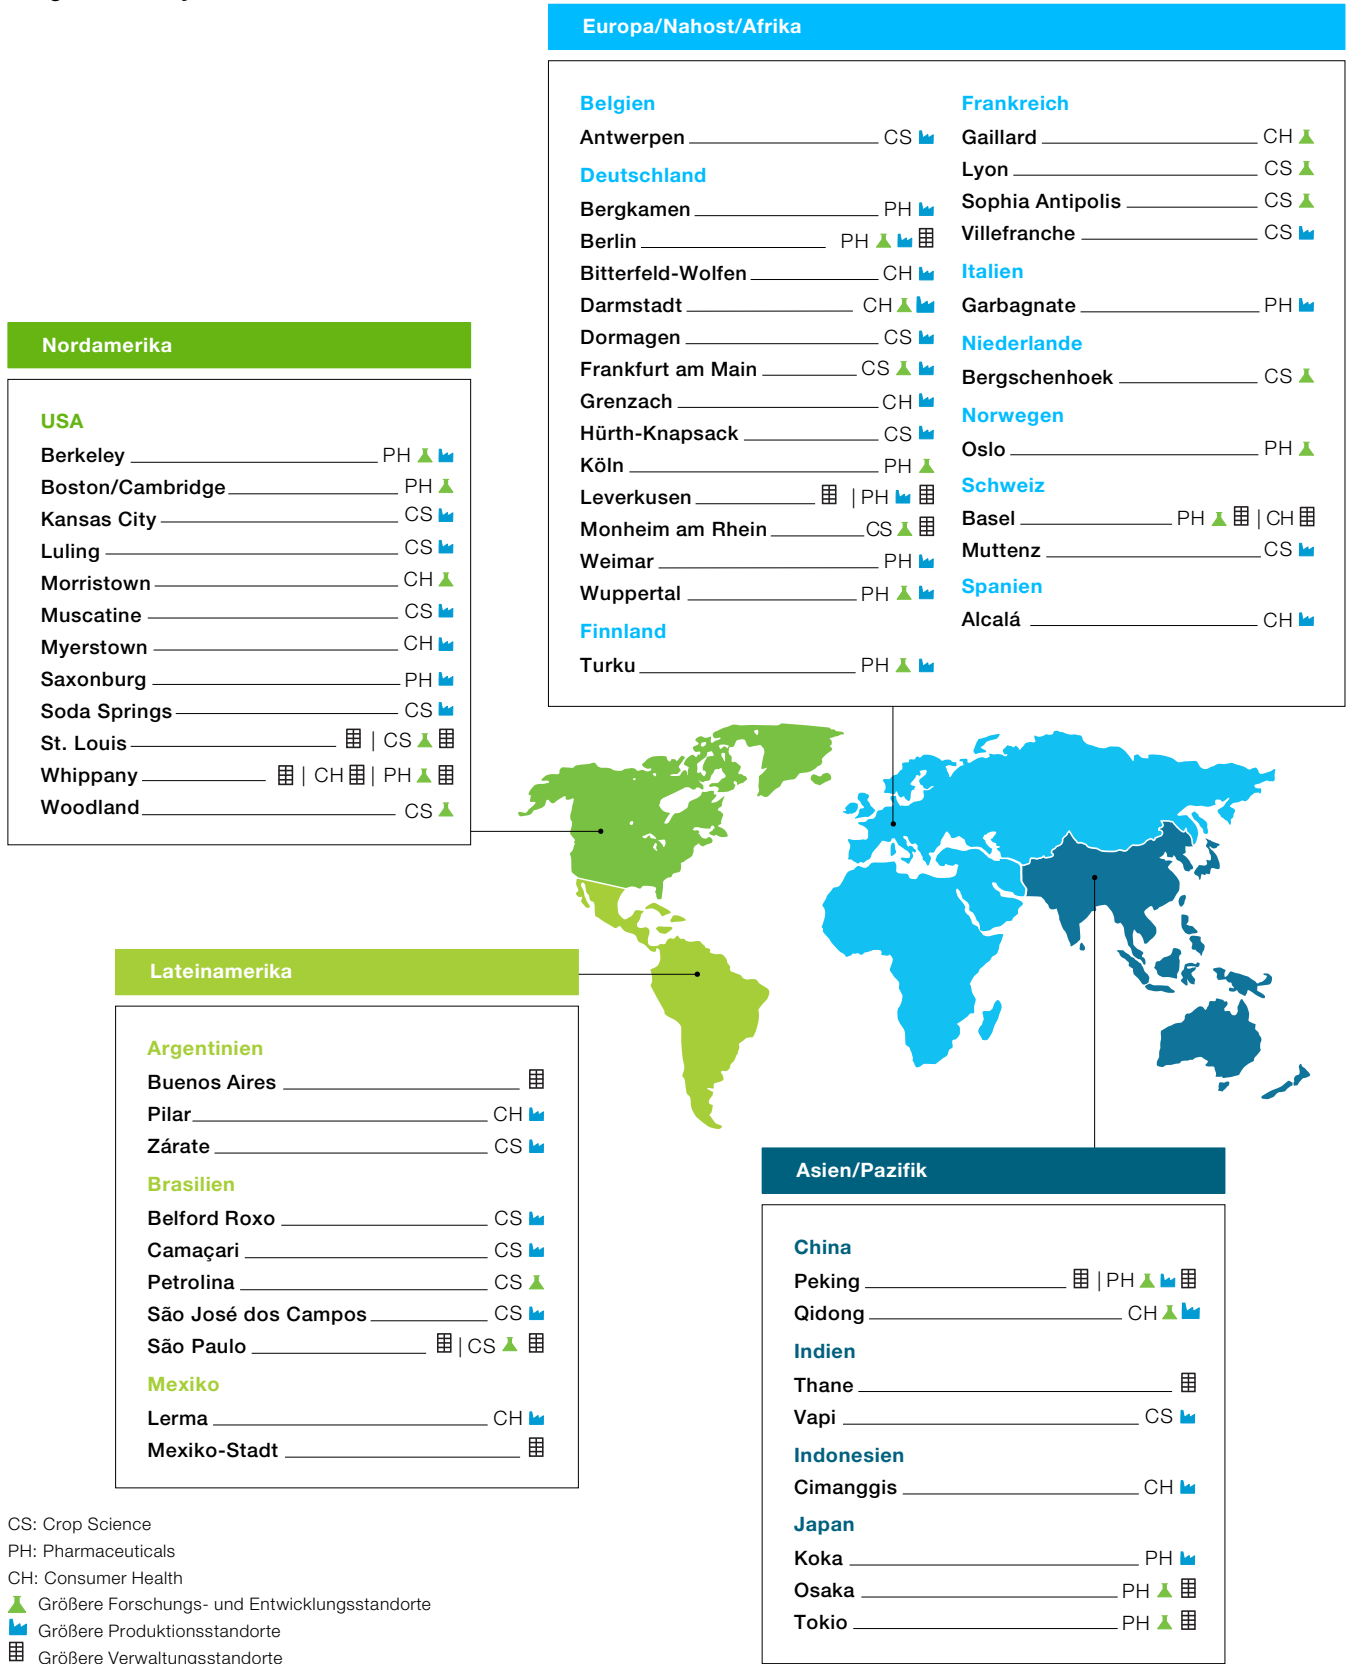 Europa/Nahost/Afrika
Belgien
Antwerpen CS
Deutschland
Bergkamen PH
Berlin PH
Bitterfeld-Wolfen CH
Darmstadt CH
Dormagen CS
Frankfurt am Main CS
Grenzach CH
Hürth-Knapsack CS
Köln PH
Leverkusen | PH
Monheim am Rhein CS
Weimar PH
Wuppertal PH
Finnland
Turku PH
Frankreich
Gaillard CH
Lyon CS
Sophia Antipolis CS
Villefranche CS
Italien
Garbagnate PH
Niederlande
Bergschenhoek CS
Norwegen
Oslo PH
Schweiz
Basel PH | CH
Muttenz CS
Spanien
Alcalá CH
Nordamerika
USA
Berkeley PH
Boston/Cambridge PH
Kansas City CS
Luling CS
Morristown CH
Muscatine CS
Myerstown CH
Saxonburg PH
Soda Springs CS
St. Louis | CS
Whippany | CH | PH
Woodland CS
Lateinamerika
Argentinien
Buenos Aires
Pilar CH
Zárate CS
Brasilien
Belford Roxo CS
Camaçari CS
Petrolina CS
São José dos Campos CS
São Paulo | CS
Mexiko
Lerma CH
Mexiko-Stadt
Asien/Pazifik
China
Peking | PH
Qidong CH
Indien
Thane
Vapi CS
Indonesien
Cimanggis CH
Japan
Koka PH
Osaka PH
Tokio PH
CS: Crop Science
PH: Pharmaceuticals
CH: Consumer Health
Größere Forschungs- und Entwicklungsstandorte
Größere Produktionsstandorte
Größere Verwaltungsstandorte